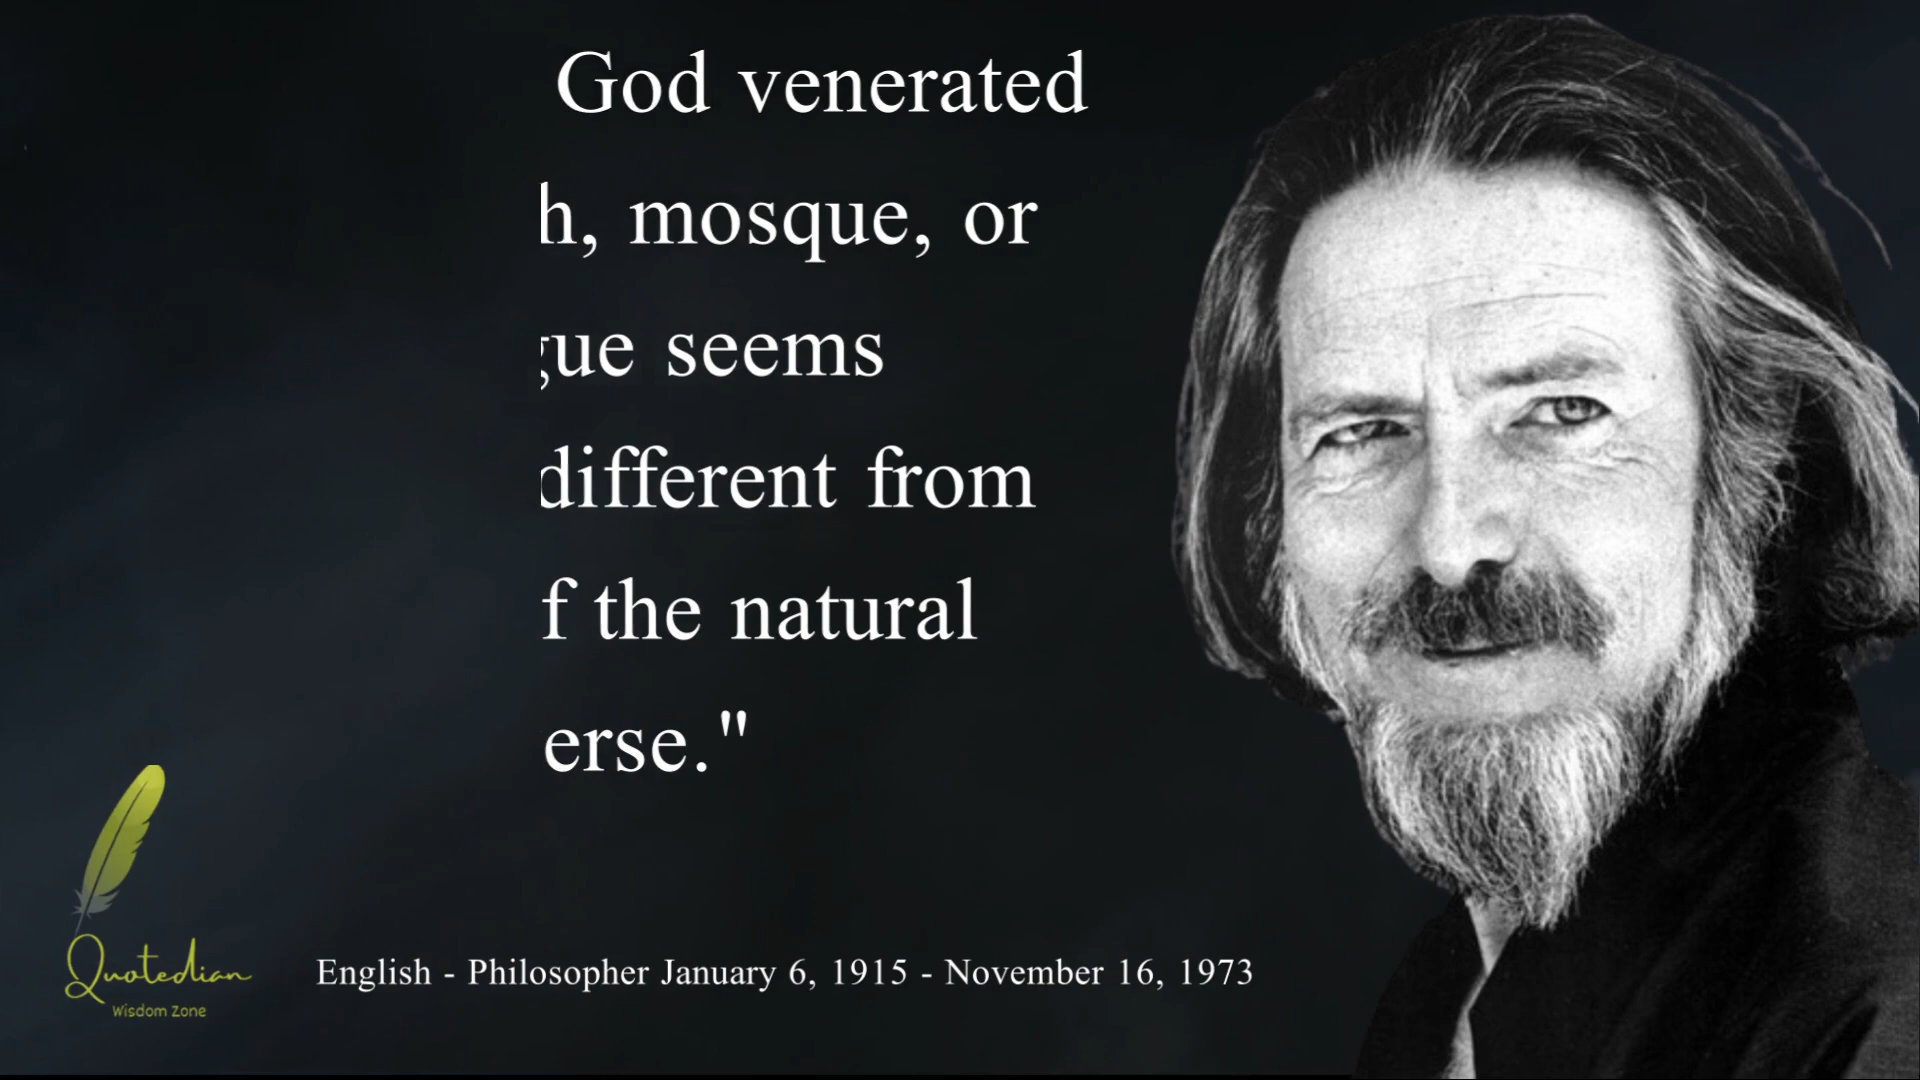 God venerated
h, mosque, or
gue seems
different from
f the natural
erse."
Quotedian
Wisdom Zone
English - Philosopher January 6, 1915 - November 16, 1973